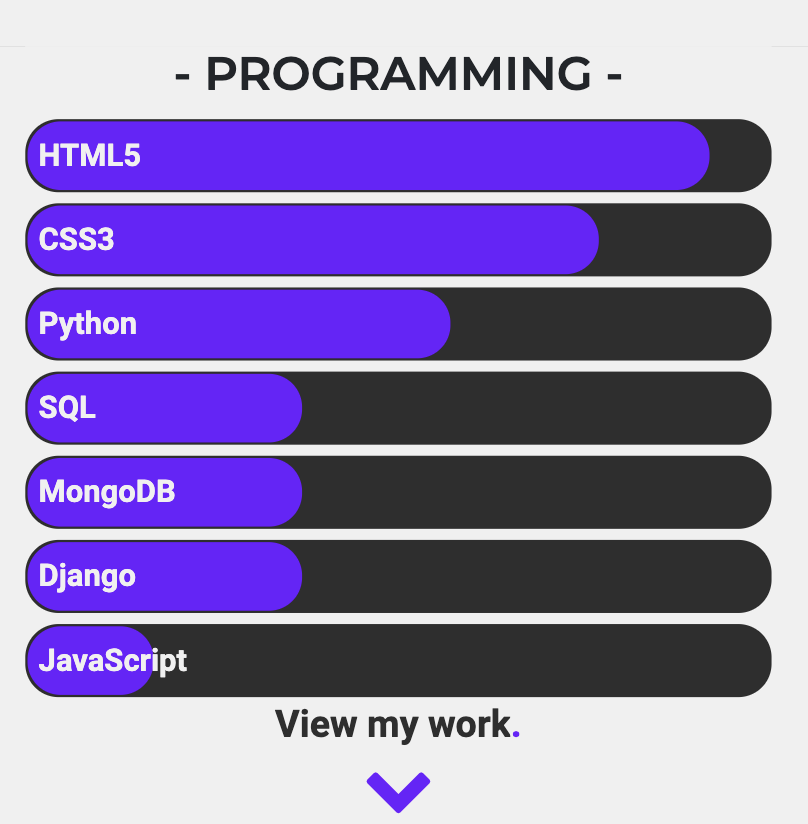 - PROGRAMMING -
HTML5
CSS3
Python
SQL
MongoDB
Django
JavaScript
View my work.